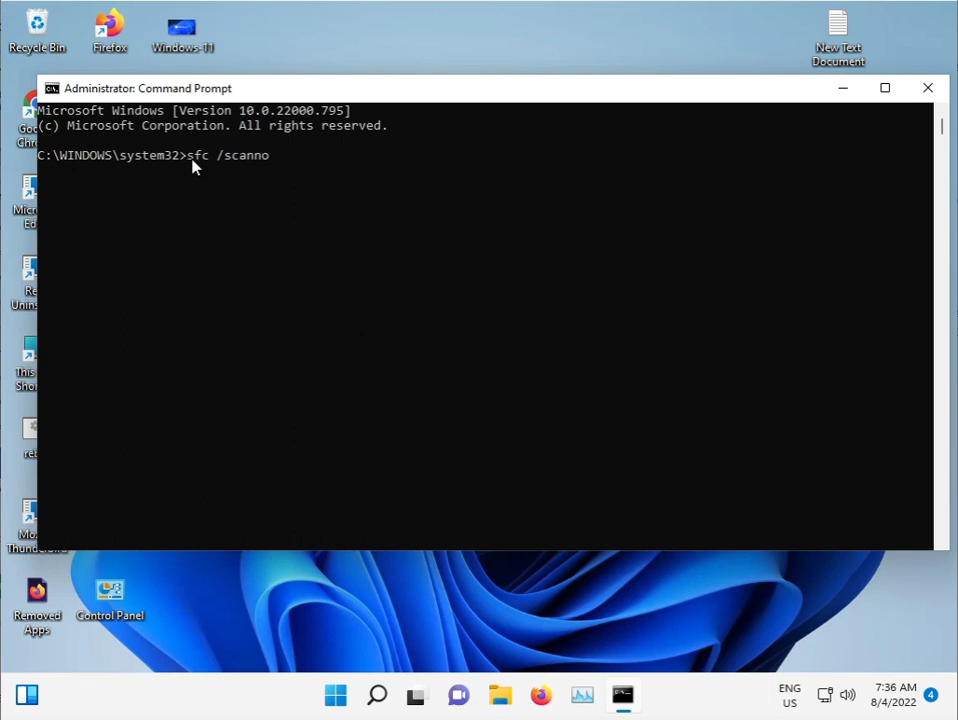 Recycle Bin
Firefox
Windows-11
New Text
Document
Administrator: Command Prompt
Microsoft Windows [Version 10.0.22000.795]
(c) Microsoft Corporation. All rights reserved.
C:\WINDOWS\system32>sfc /scanno
Goo
Chro
Micr
Ed
Re
Unins
This
Sho
ret
Mo
Thunderbird
Removed
Apps
Control Panel
ENG
US
7:36 AM
8/4/2022
4